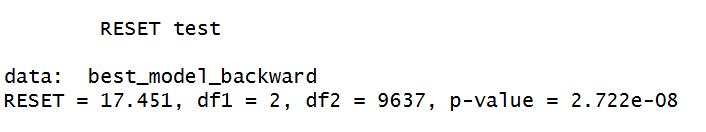 RESET test
data:  best_model_backward
RESET = 17.451, df1 = 2, df2 = 9637, p-value = 2.722e-08